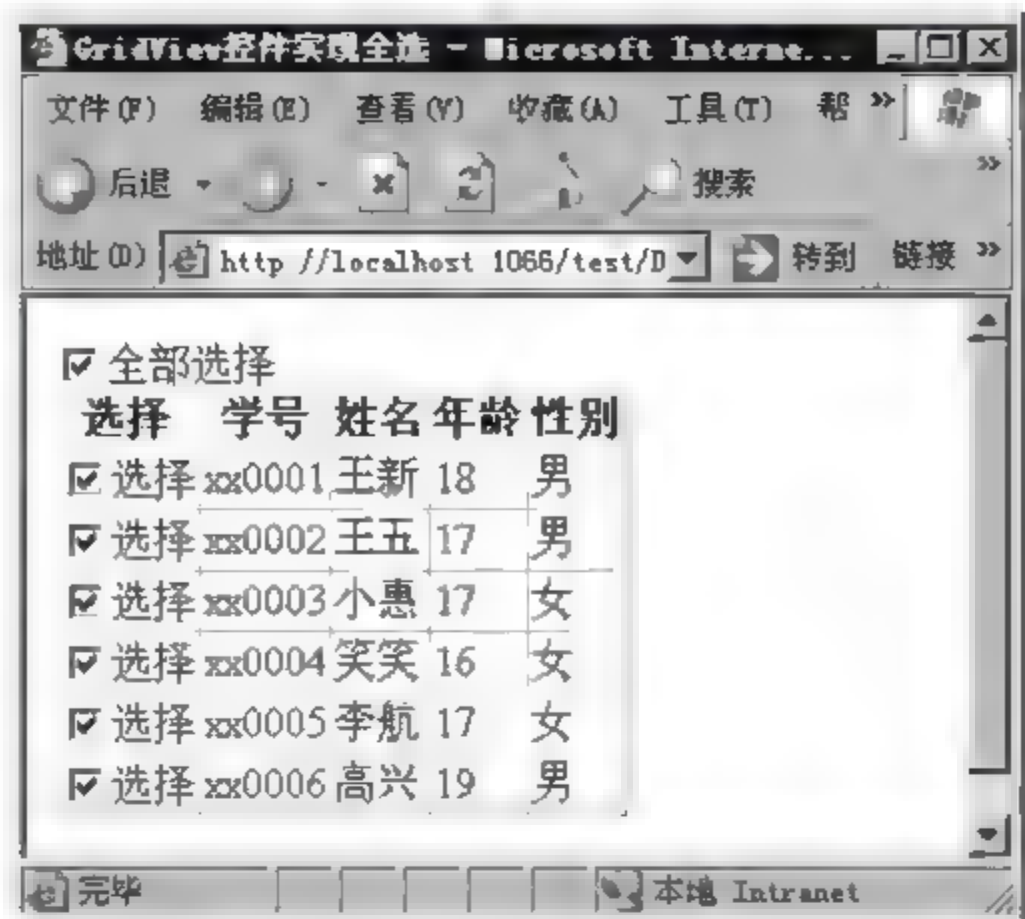 GridView控件实现全选 - Microsoft Interne...
文件(F) 编辑(E) 查看(V) 收藏(A) 工具(T) 帮 »
后退 搜索 »
地址(D) http //localhost 1066/test/D 转到 链接 »
全部选择
选择 学号 姓名 年龄 性别
选择 xx0001 王新 18 男
选择 xx0002 王五 17 男
选择 xx0003 小惠 17 女
选择 xx0004 笑笑 16 女
选择 xx0005 李航 17 女
选择 xx0006 高兴 19 男
完毕 本地 Intranet